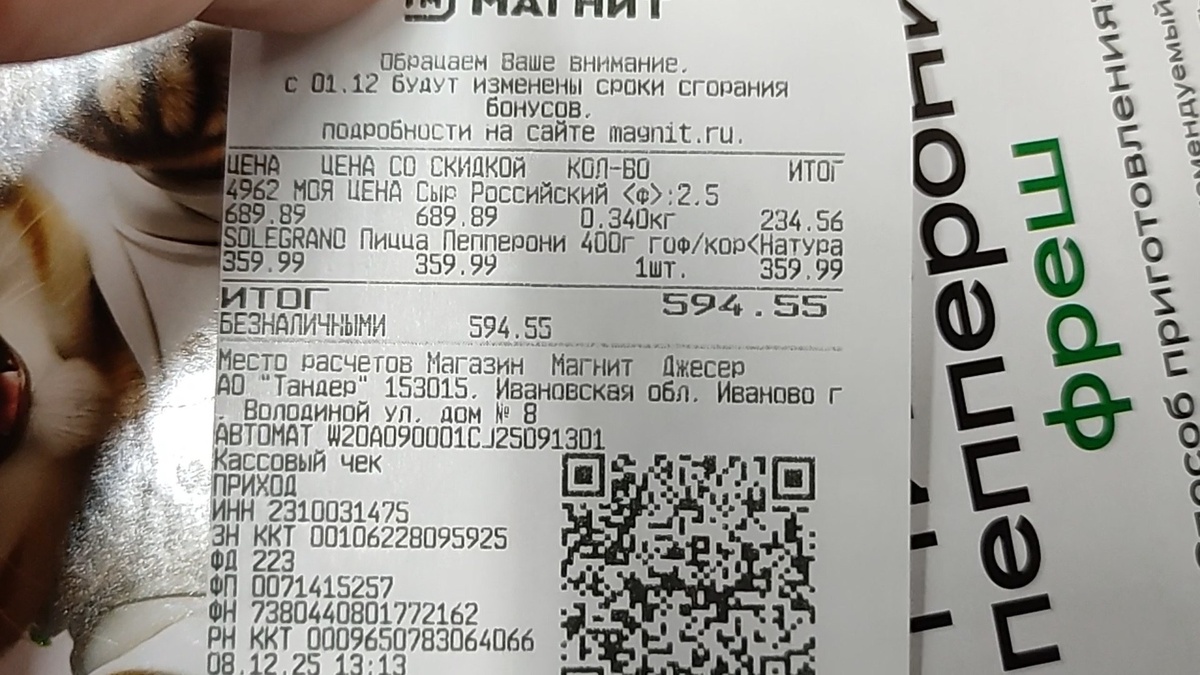 МАГНИТ
Обращаем Ваше внимание.
с 01.12 будут изменены сроки сгорания
бонусов.
подробности на сайте magnit.ru.
ЦЕНА ЦЕНА СО СКИДКОЙ КОЛ-ВО ИТОГ
4962 МОЯ ЦЕНА Сыр Российский <ф>:2.5
689.89 689.89 0.340кг 234.56
SOLEGRANO Пицца Пепперони 400г гоф/кор<Натура
359.99 359.99 1шт. 359.99
ИТОГ 594.55
БЕЗНАЛИЧНЫМИ 594.55
Место расчетов Магазин Магнит Джесер
АО "Тандер" 153015, Ивановская обл. Иваново г
. Володиной ул. дом № 8
АВТОМАТ W20A090001CJ25091301
Кассовый чек
ПРИХОД
ИНН 2310031475
ЗН ККТ 00106228095925
ФД 223
ФП 0071415257
ФН 7380440801772162
РН ККТ 0009650783064066
08.12.25 13:13
пеппепропи
фреш